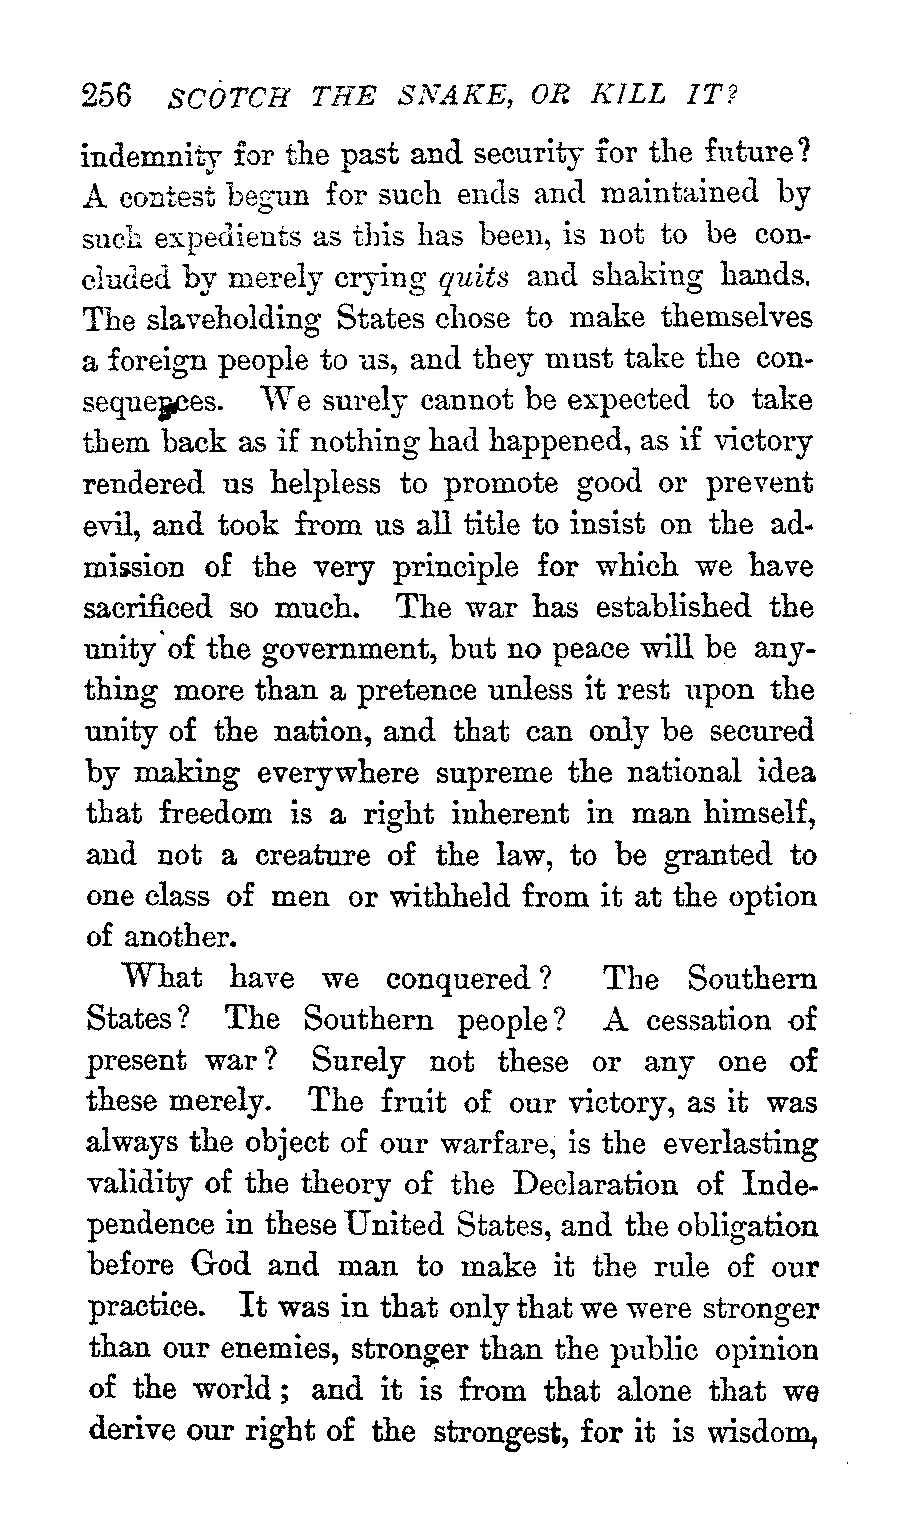 256 SCOTCH THE SNAKE, OR KILL IT?
indemnity for the past and security for the future?
A contest begun for such ends and maintained by
such expedients as this has been, is not to be con-
cluded by merely crying quits and shaking hands.
The slaveholding States chose to make themselves
a foreign people to us, and they must take the con-
sequences. We surely cannot be expected to take
them back as if nothing had happened, as if victory
rendered us helpless to promote good or prevent
evil, and took from us all title to insist on the ad-
mission of the very principle for which we have
sacrificed so much. The war has established the
unity of the government, but no peace will be any-
thing more than a pretence unless it rest upon the
unity of the nation, and that can only be secured
by making everywhere supreme the national idea
that freedom is a right inherent in man himself,
and not a creature of the law, to be granted to
one class of men or withheld from it at the option
of another.
What have we conquered? The Southern
States? The Southern people? A cessation of
present war? Surely not these or any one of
these merely. The fruit of our victory, as it was
always the object of our warfare, is the everlasting
validity of the theory of the Declaration of Inde-
pendence in these United States, and the obligation
before God and man to make it the rule of our
practice. It was in that only that we were stronger
than our enemies, stronger than the public opinion
of the world; and it is from that alone that we
derive our right of the strongest, for it is wisdom,